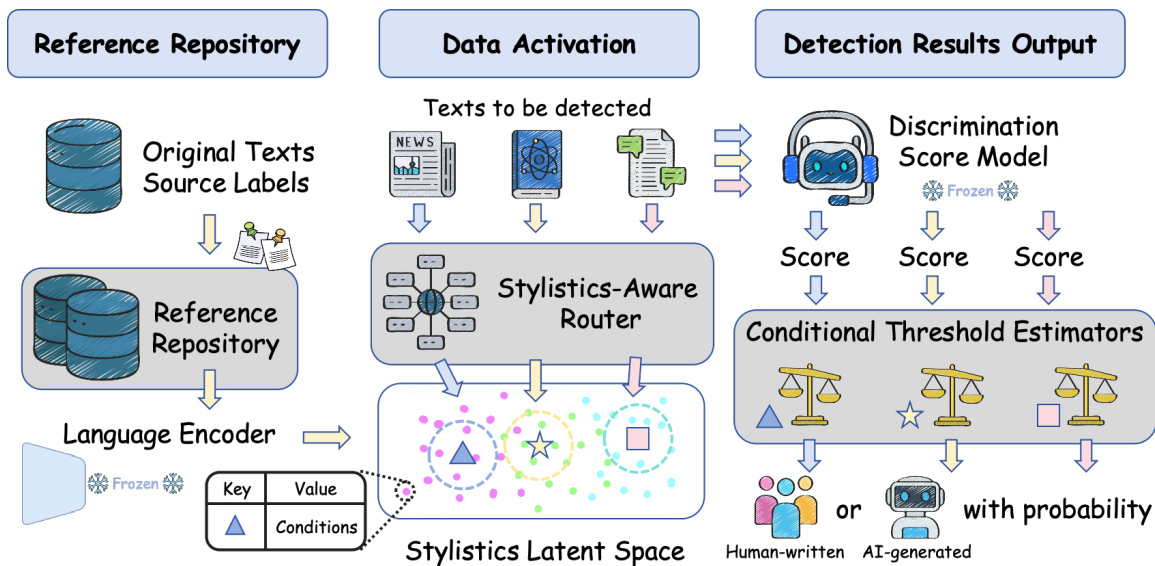 Reference Repository
Original Texts
Source Labels
Reference
Repository
Language Encoder
Frozen
Key
Value
Conditions
Data Activation
Texts to be detected
NEWS
Stylistics-Aware
Router
Stylistics Latent Space
Detection Results Output
Discrimination
Score Model
Frozen
Score
Score
Score
Conditional Threshold Estimators
or
with probability
Human-written
AI-generated